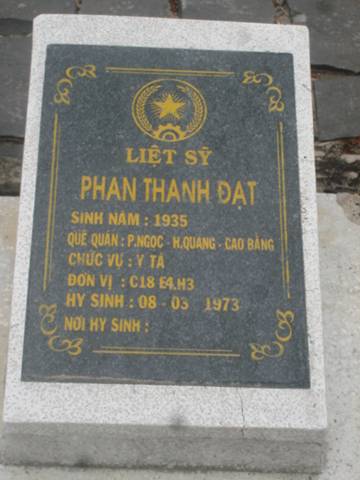 LIỆT SỸ
PHAN THANH ĐẠT
SINH NĂM : 1935
QUÊ QUÁN : P.NGỌC - H.QUANG - CAO BẰNG
CHỨC VỤ : Y TÁ
ĐƠN VỊ : C18 E4.H3
HY SINH : 08 - 03 1973
NƠI HY SINH :